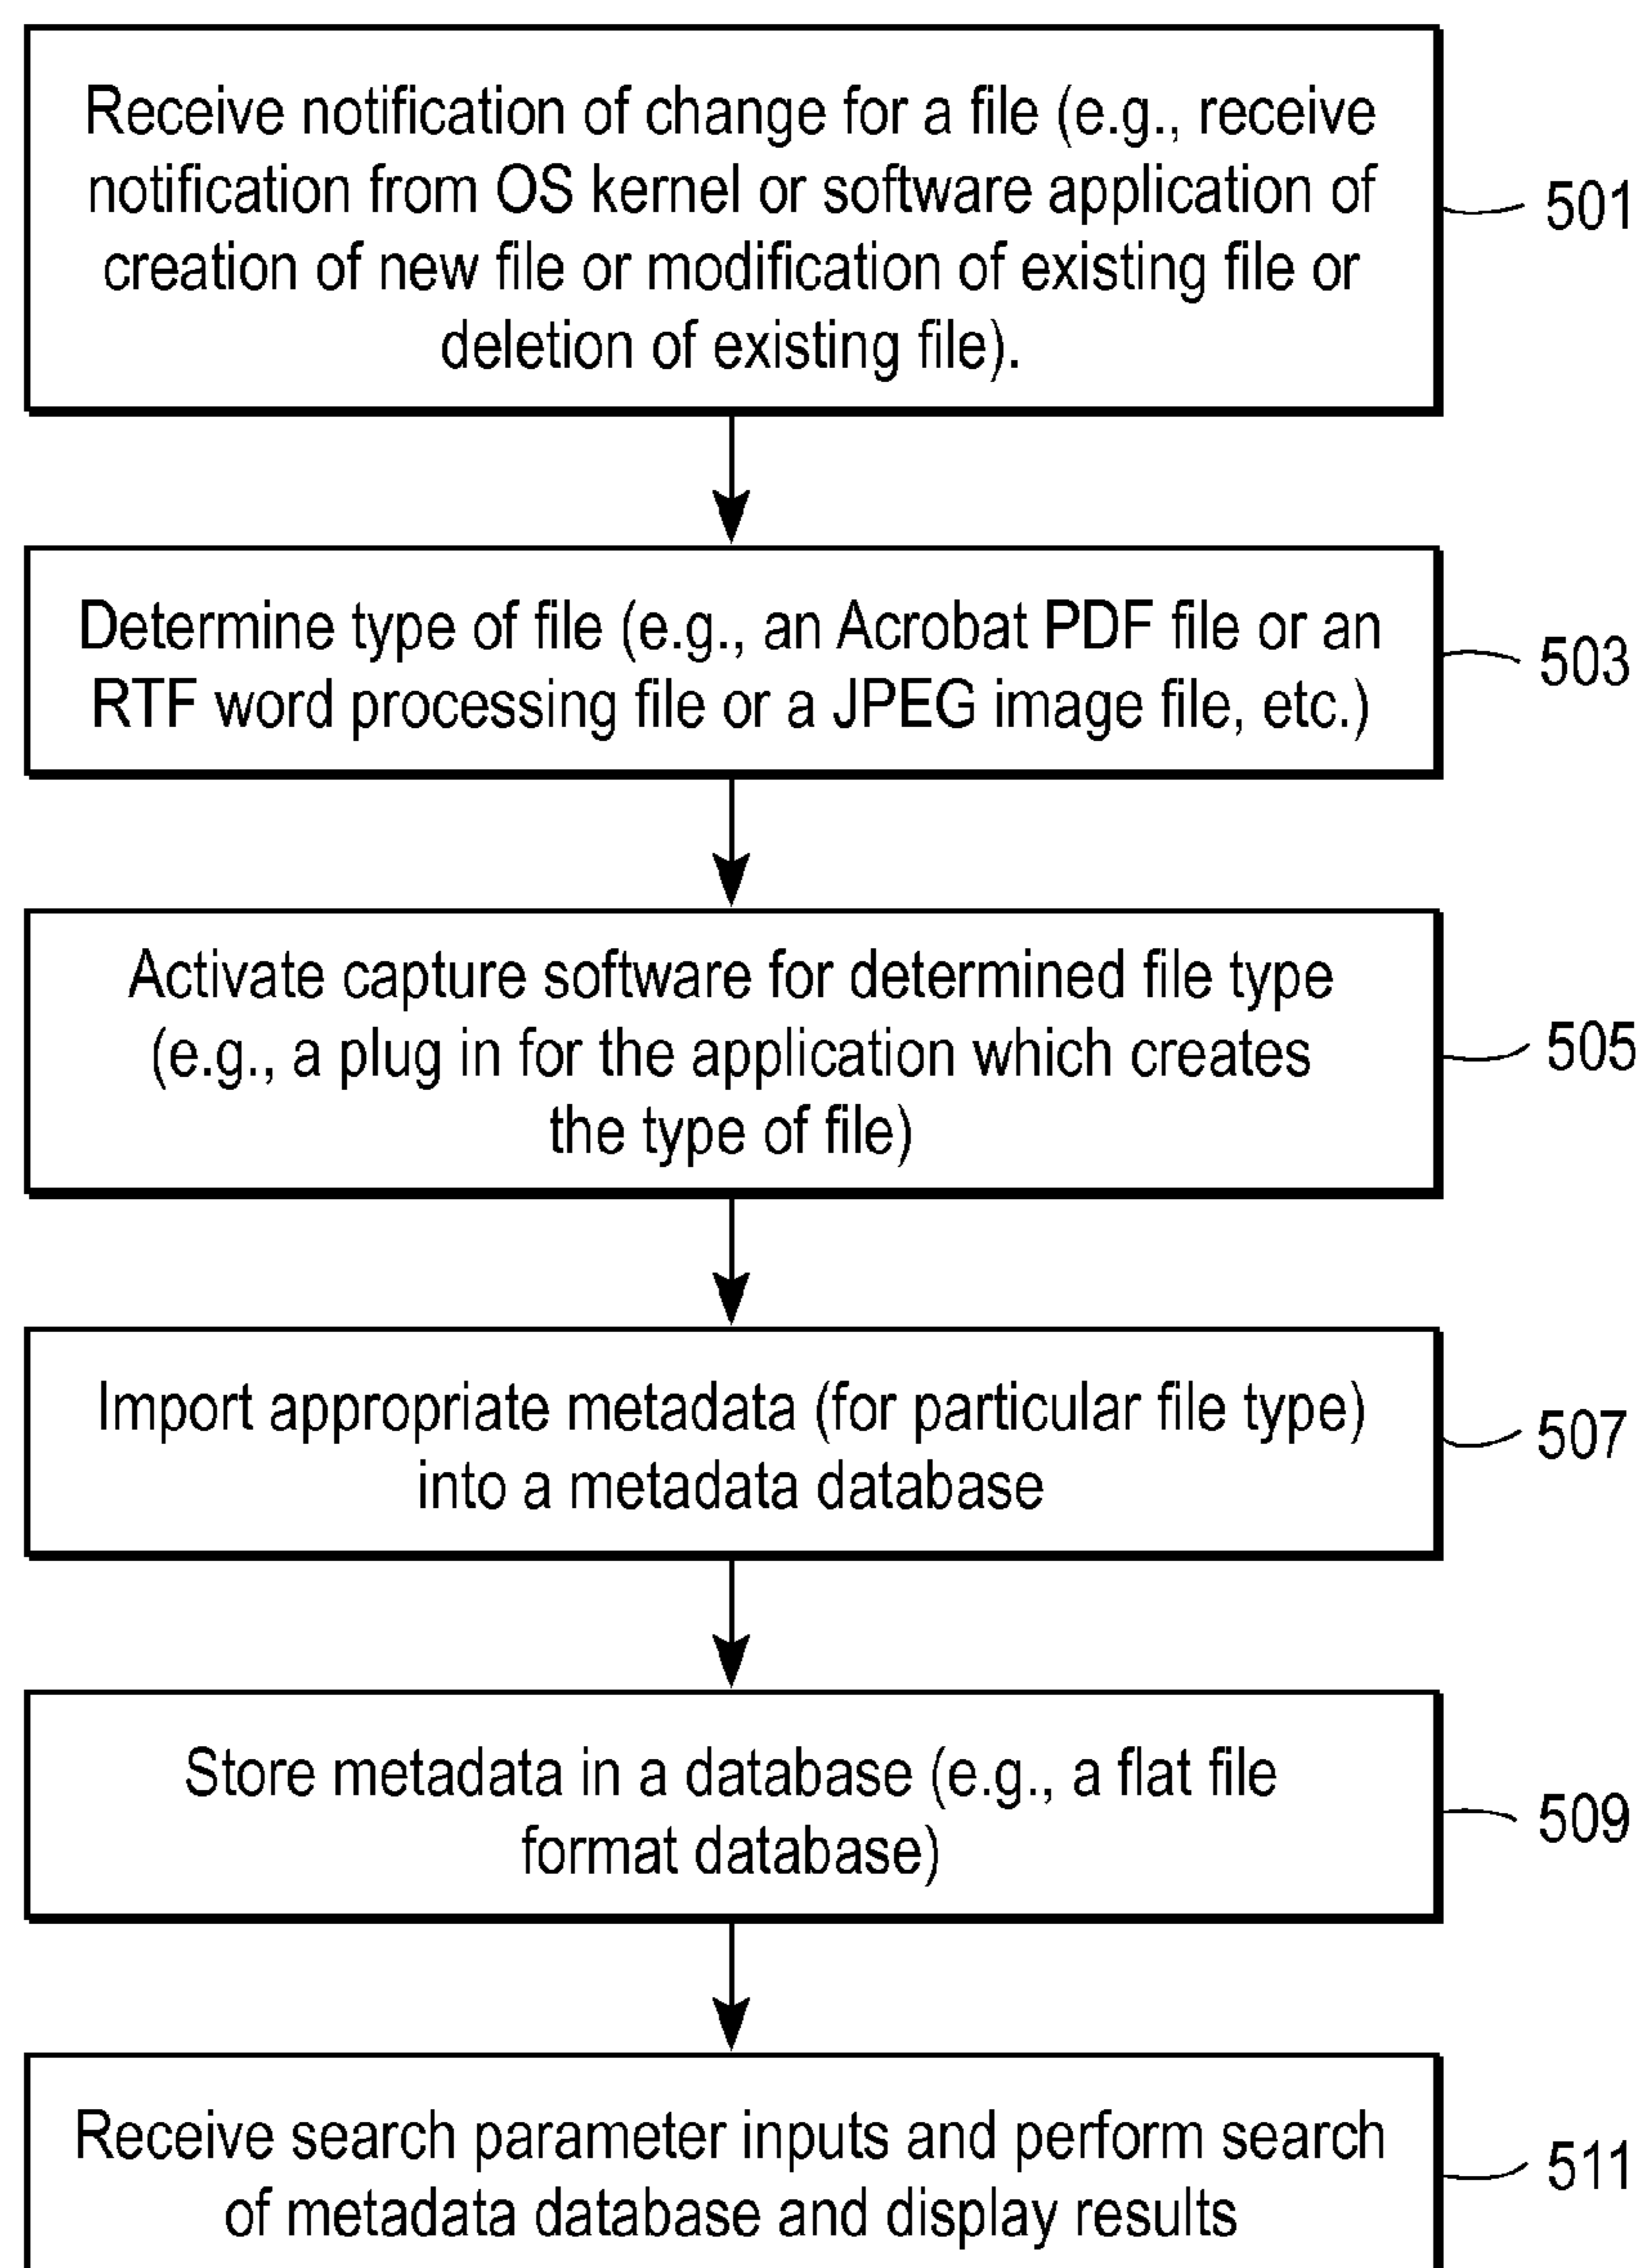 Receive notification of change for a file (e.g., receive
notification from OS kernel or software application of
creation of new file or modification of existing file or
deletion of existing file).
501
Determine type of file (e.g., an Acrobat PDF file or an
RTF word processing file or a JPEG image file, etc.)
503
Activate capture software for determined file type
(e.g., a plug in for the application which creates
the type of file)
505
Import appropriate metadata (for particular file type)
into a metadata database
507
Store metadata in a database (e.g., a flat file
format database)
509
Receive search parameter inputs and perform search
of metadata database and display results
511